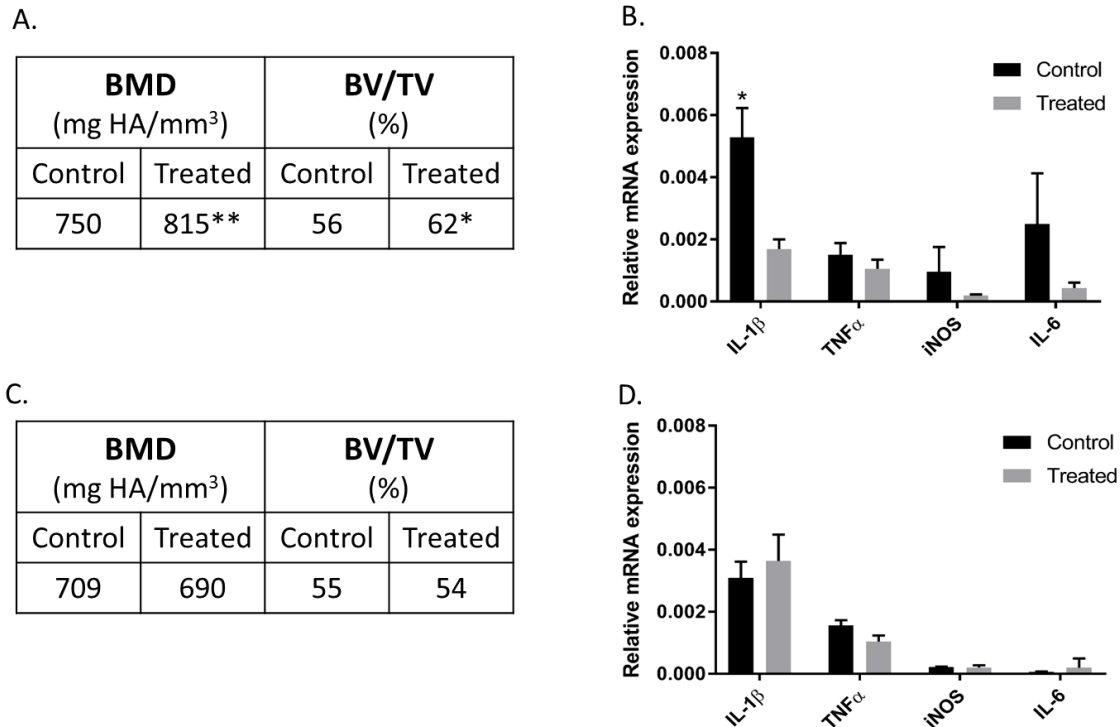 A.
BMD
(mg HA/mm³)
BV/TV
(%)
Control Treated Control Treated
750 815** 56 62*
B.
Relative mRNA expression
0.008
0.006
0.004
0.002
0.000
*
Control
Treated
IL-1β
TNFα
iNOS
IL-6
C.
BMD
(mg HA/mm³)
BV/TV
(%)
Control Treated Control Treated
709 690 55 54
D.
Relative mRNA expression
0.008
0.006
0.004
0.002
0.000
Control
Treated
IL-1β
TNFα
iNOS
IL-6